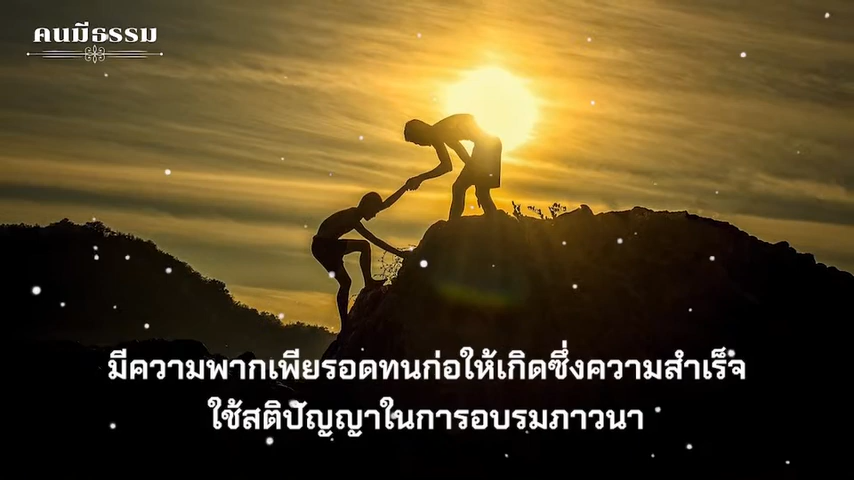 คนมีธรรม
มีความพากเพียรอดทนก่อให้เกิดซึ่งความสำเร็จ
ใช้สติปัญญาในการอบรมภาวนา